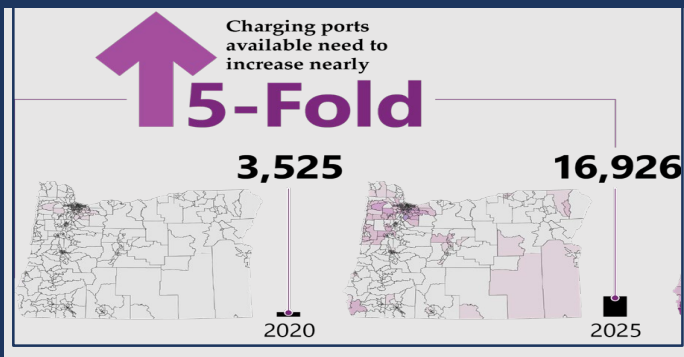 Charging ports
available need to
increase nearly
5-Fold
3,525
16,926
2020
2025